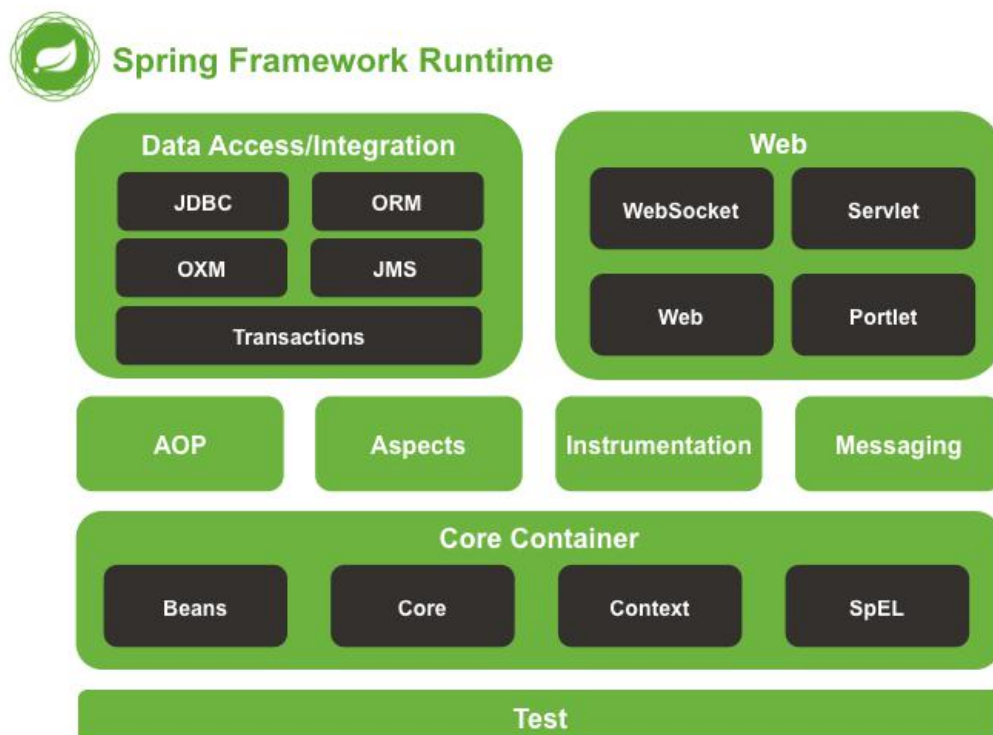 Spring Framework Runtime
Data Access/Integration
JDBC ORM
OXM JMS
Transactions
Web
WebSocket Servlet
Web Portlet
AOP Aspects Instrumentation Messaging
Core Container
Beans Core Context SpEL
Test